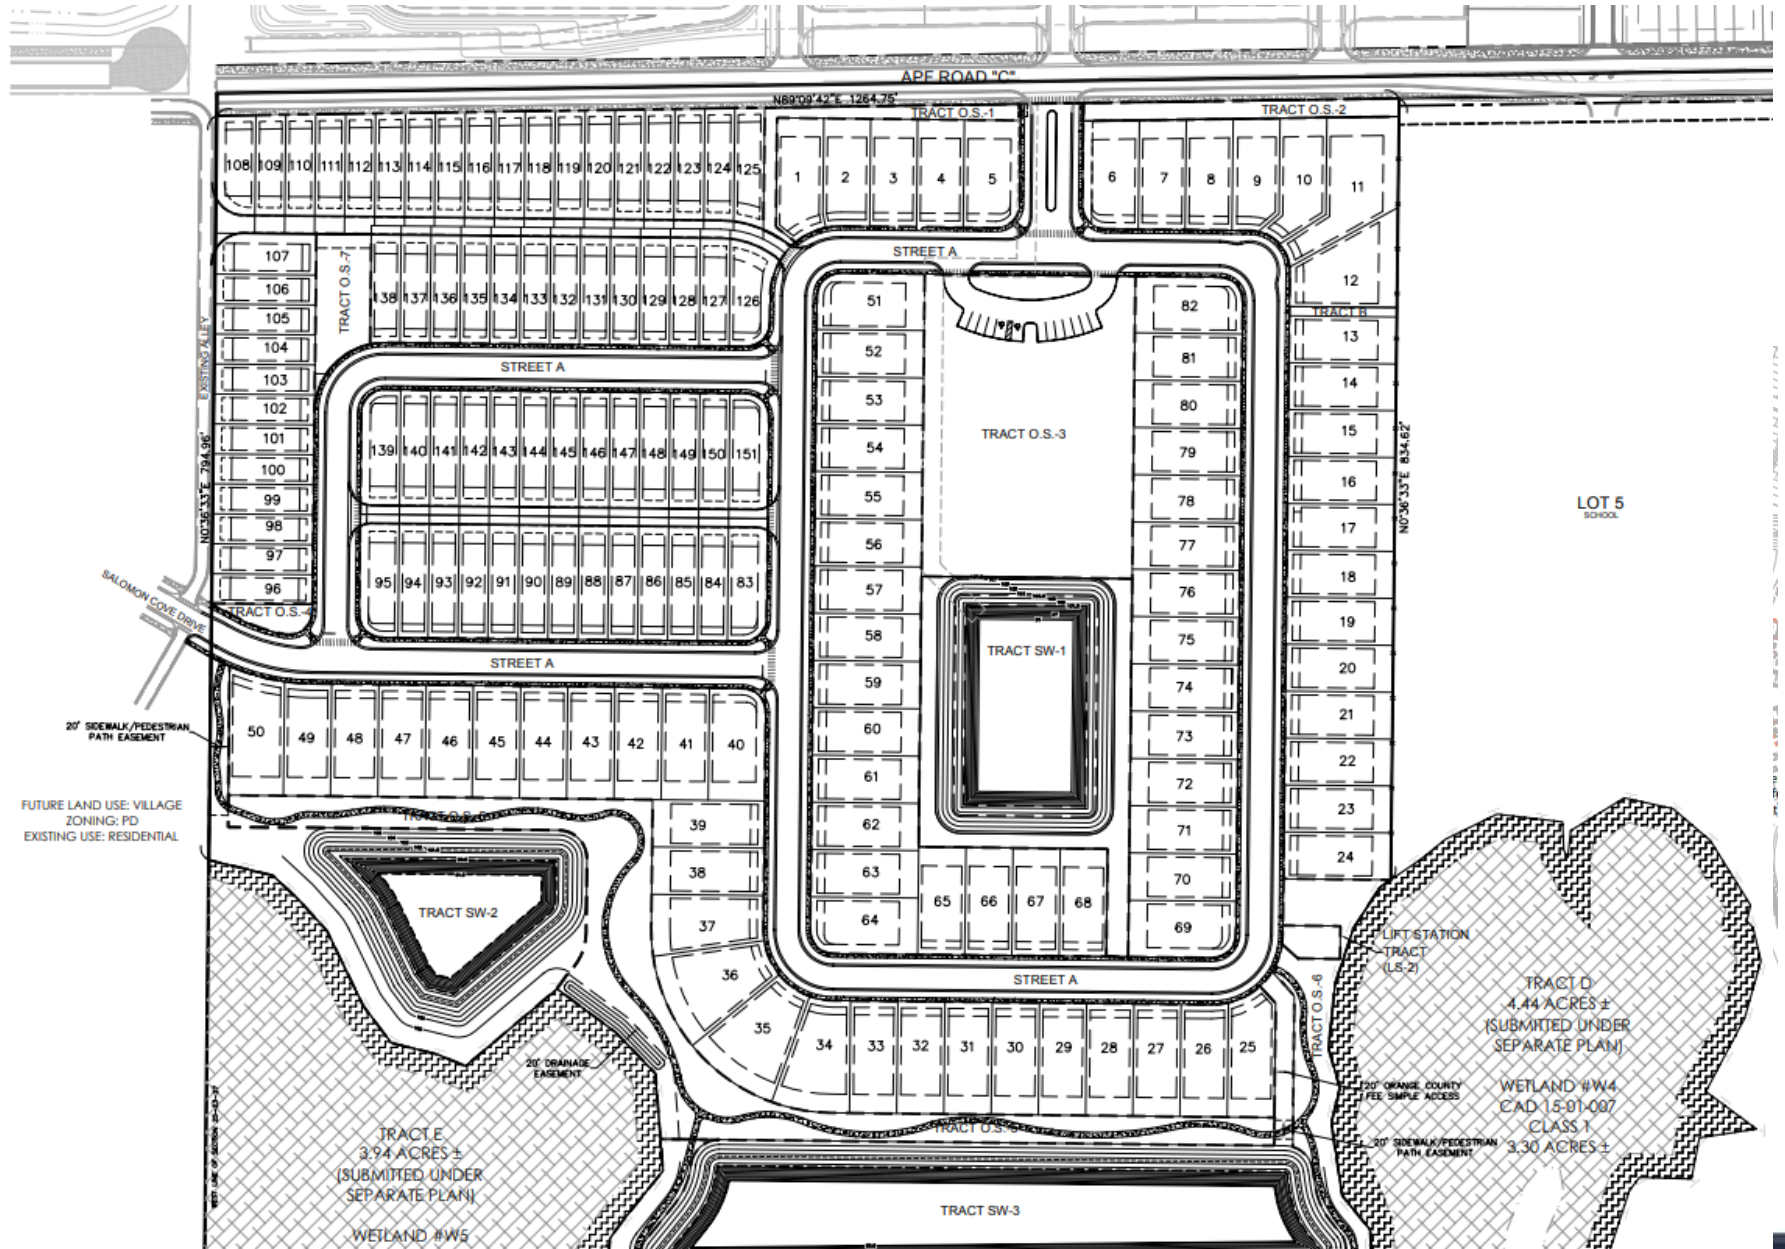 APF ROAD "C"
N89°09'42"E 1264.75'
TRACT O.S.-1
TRACT O.S.-2
108 109 110 111 112 113 114 115 116 117 118 119 120 121 122 123 124 125
1 2 3 4 5
6 7 8 9 10 11
STREET A
107
106
105
104
103
102
101
100
99
98
97
96
TRACT O.S.-7
EXISTING ALLEY
N0°36'33"E 794.96'
138 137 136 135 134 133 132 131 130 129 128 127 126
STREET A
139 140 141 142 143 144 145 146 147 148 149 150 151
95 94 93 92 91 90 89 88 87 86 85 84 83
SALOMON COVE DRIVE
TRACT O.S.-4
STREET A
50 49 48 47 46 45 44 43 42 41 40
20' SIDEWALK/PEDESTRIAN
PATH EASEMENT
FUTURE LAND USE: VILLAGE
ZONING: PD
EXISTING USE: RESIDENTIAL
51
52
53
54
55
56
57
58
59
60
61
62
63
64
TRACT O.S.-3
TRACT SW-1
65 66 67 68
82
81
80
79
78
77
76
75
74
73
72
71
70
69
12
TRACT B
13
14
15
16
17
18
19
20
21
22
23
24
N0°36'33"E 834.62'
LOT 5
SCHOOL
39
38
37
36
35
TRACT SW-2
STREET A
34 33 32 31 30 29 28 27 26 25
LIFT STATION
TRACT
(LS-2)
TRACT O.S.-6
20' DRAINAGE
EASEMENT
TRACT D
4.44 ACRES ±
(SUBMITTED UNDER
SEPARATE PLAN)
WETLAND #W4
CAD 15-01-007
CLASS 1
3.30 ACRES ±
20' ORANGE COUNTY
FEE SIMPLE ACCESS
20' SIDEWALK/PEDESTRIAN
PATH EASEMENT
TRACT O.S.-5
TRACT E
3.94 ACRES ±
(SUBMITTED UNDER
SEPARATE PLAN)
WETLAND #W5
TRACT SW-3